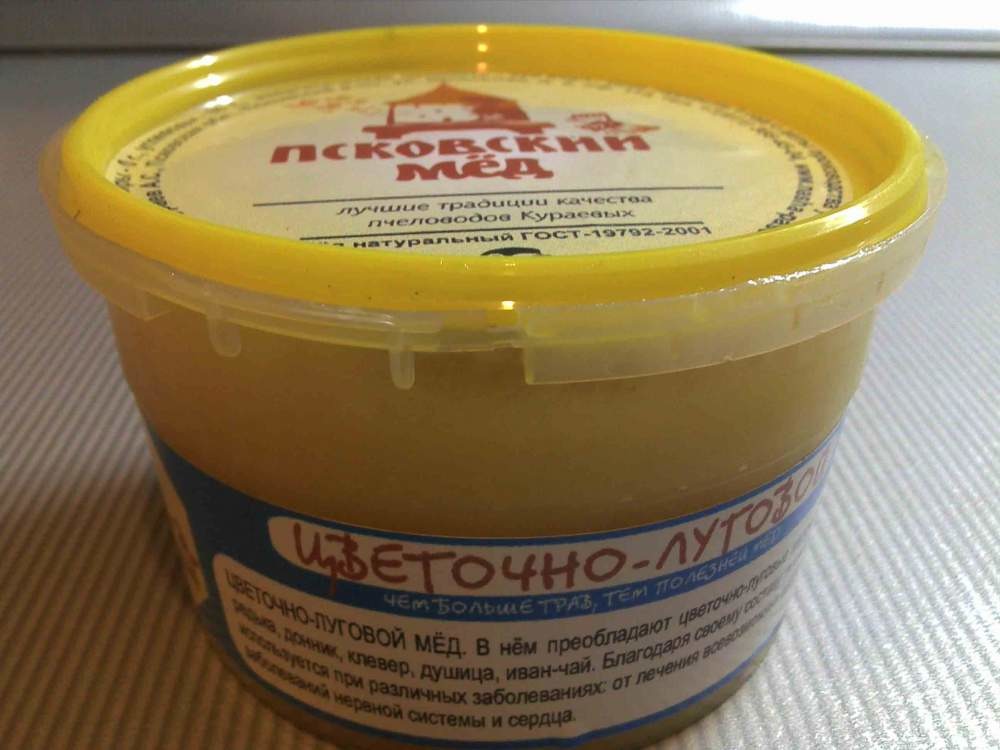 ПСКОВСКИЙ
МЁД
лучшие традиции качества
пчеловодов Кураевых
натуральный ГОСТ-19792-2001
ЦВЕТОЧНО-ЛУГОВОЙ
ЧЕМ БОЛЬШЕ ТРАВ, ТЕМ ПОЛЕЗНЕЙ МЁД
ЦВЕТОЧНО-ЛУГОВОЙ МЁД. В нём преобладают цветочно-луговые
редька, донник, клевер, душица, иван-чай. Благодаря своему
используется при различных заболеваниях: от лечения
заболеваний нервной системы и сердца.